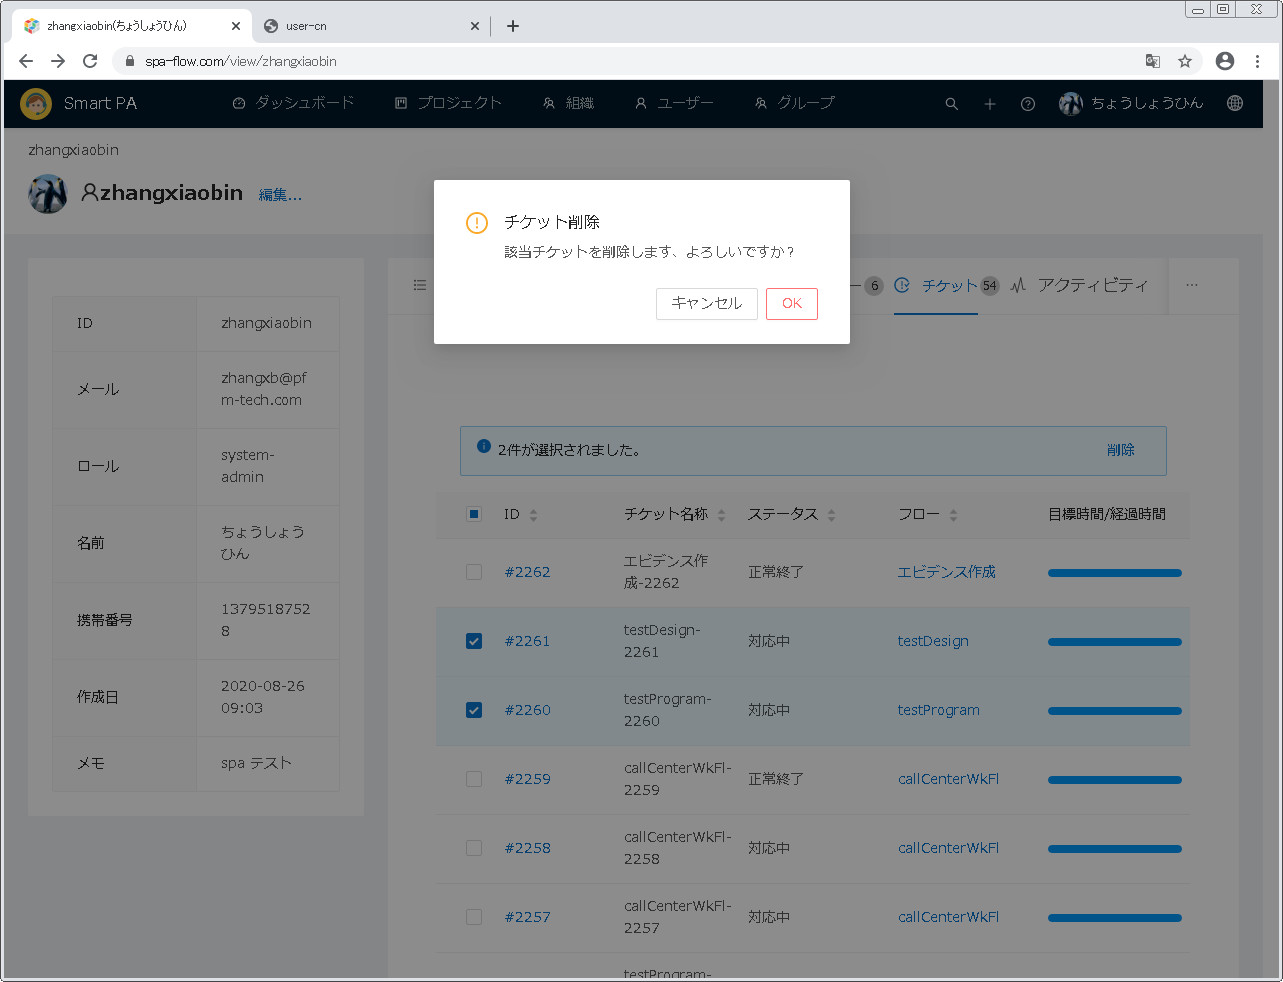 zhangxiaobin(ちょうしょうひん)
user-cn
spa-flow.com/view/zhangxiaobin
Smart PA
ダッシュボード
プロジェクト
組織
ユーザー
グループ
ちょうしょうひん
zhangxiaobin
zhangxiaobin 編集...
チケット削除
該当チケットを削除します、よろしいですか？
キャンセル
OK
ー 6
チケット 54
アクティビティ
ID zhangxiaobin
メール zhangxb@pf
m-tech.com
ロール system-
admin
名前 ちょうしょう
ひん
携帯番号 1379518752
8
作成日 2020-08-26
09:03
メモ spa テスト
2件が選択されました。 削除
ID チケット名称 ステータス フロー 目標時間/経過時間
#2262 エビデンス作
成-2262 正常終了 エビデンス作成
#2261 testDesign-
2261 対応中 testDesign
#2260 testProgram-
2260 対応中 testProgram
#2259 callCenterWkFl-
2259 正常終了 callCenterWkFl
#2258 callCenterWkFl-
2258 対応中 callCenterWkFl
#2257 callCenterWkFl-
2257 対応中 callCenterWkFl
testProgram-